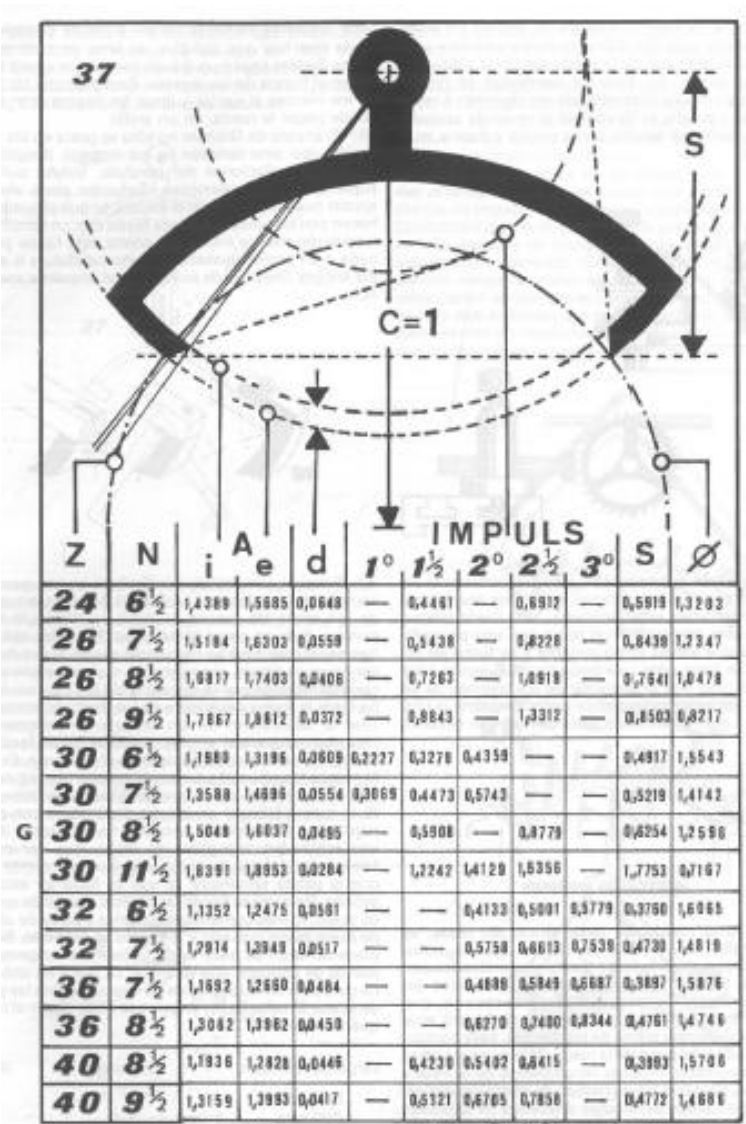 37
S
C=1
IMPULS
Z N i A e d 1° 1½ 2° 2½ 3° S Ø
24 6½ 1,4389 1,5685 0,0648 — 0,4461 — 0,6912 — 0,5919 1,3203
26 7½ 1,5184 1,6303 0,0559 — 0,5438 — 0,8228 — 0,6439 1,2347
26 8½ 1,6817 1,7403 0,0406 — 0,7263 — 1,0919 — 0,7641 1,0478
26 9½ 1,7867 1,8612 0,0372 — 0,9843 — 1,3312 — 0,8503 0,8217
30 6½ 1,1980 1,3196 0,0609 0,2227 0,3278 0,4359 — — 0,4917 1,5543
30 7½ 1,3588 1,4696 0,0554 0,3069 0,4473 0,5743 — — 0,5219 1,4142
G 30 8½ 1,5048 1,6037 0,0495 — 0,5908 — 0,8779 — 0,6254 1,2596
30 11½ 1,8391 1,8953 0,0284 — 1,2242 1,4129 1,5356 — 1,7753 0,7167
32 6½ 1,1352 1,2475 0,0561 — — 0,4133 0,5001 0,5779 0,3760 1,6065
32 7½ 1,2914 1,3949 0,0517 — — 0,5758 0,6613 0,7539 0,4730 1,4819
36 7½ 1,1692 1,2660 0,0484 — — 0,4898 0,5849 0,6687 0,3897 1,5876
36 8½ 1,3062 1,3962 0,0450 — — 0,6270 0,7400 0,8344 0,4761 1,4746
40 8½ 1,1936 1,2828 0,0446 — 0,4230 0,5402 0,6415 — 0,3993 1,5706
40 9½ 1,3159 1,3993 0,0417 — 0,5321 0,6705 0,7858 — 0,4772 1,4686